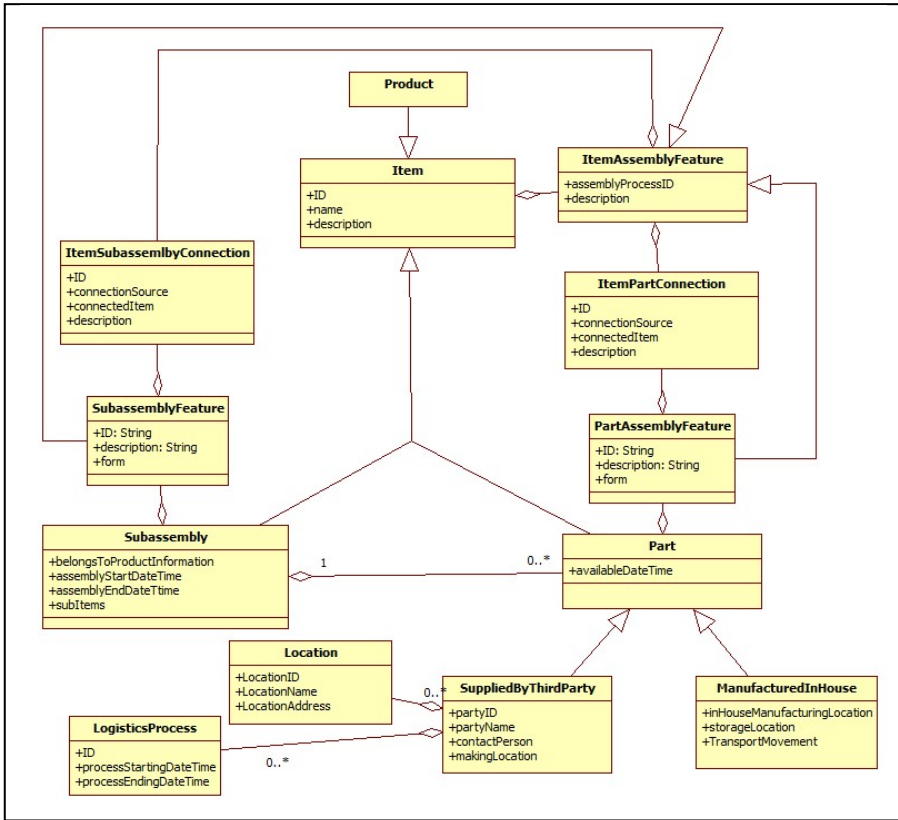 Product
Item
+ID
+name
+description
ItemAssemblyFeature
+assemblyProcessID
+description
ItemSubassemlbyConnection
+ID
+connectionSource
+connectedItem
+description
ItemPartConnection
+ID
+connectionSource
+connectedItem
+description
SubassemblyFeature
+ID: String
+description: String
+form
PartAssemblyFeature
+ID: String
+description: String
+form
Subassembly
+belongsToProductInformation
+assemblyStartDateTime
+assemblyEndDateTtime
+subItems
1
0..*
Part
+availableDateTime
Location
+LocationID
+LocationName
+LocationAddress
0..*
SuppliedByThirdParty
+partyID
+partyName
+contactPerson
+makingLocation
ManufacturedInHouse
+inHouseManufacturingLocation
+storageLocation
+TransportMovement
LogisticsProcess
+ID
+processStartingDateTime
+processEndingDateTime
0..*